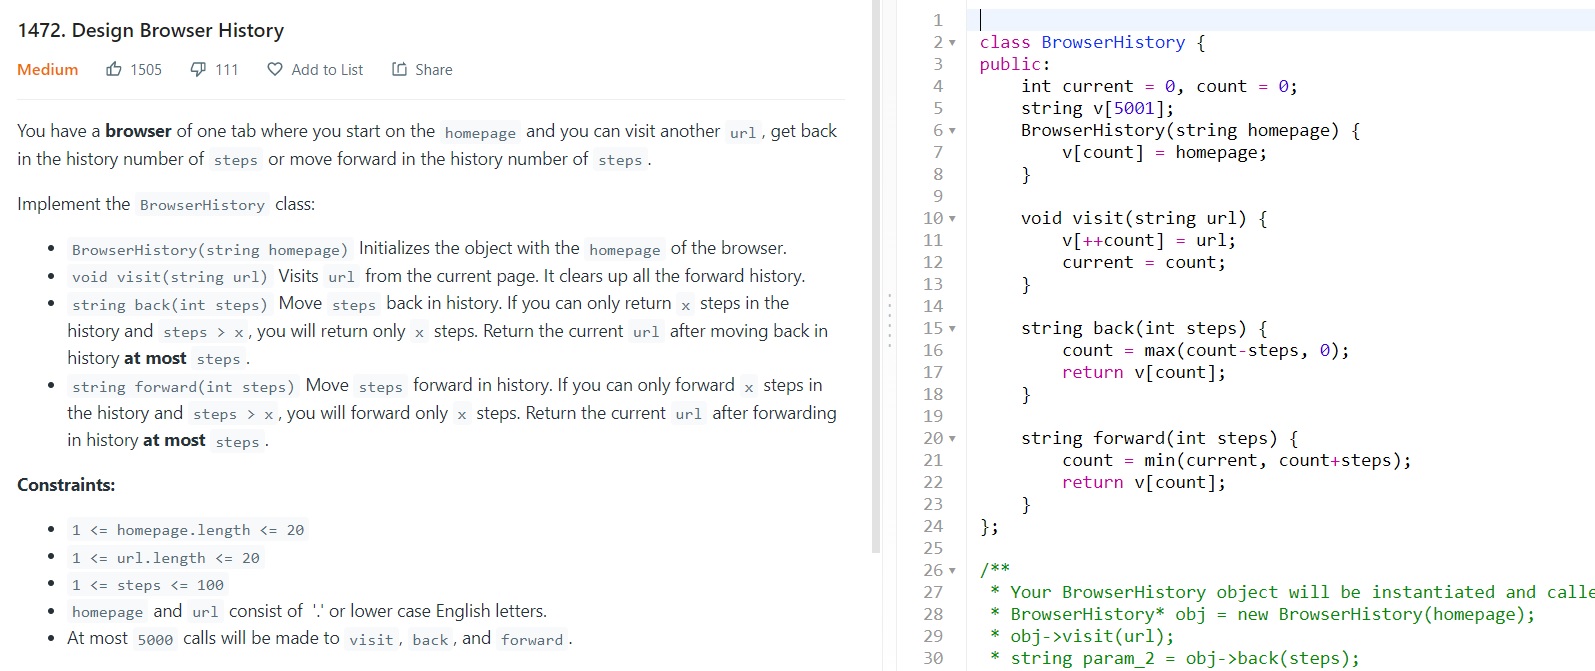 1472. Design Browser History
Medium 1505 111 Add to List Share
You have a browser of one tab where you start on the homepage and you can visit another url, get back
in the history number of steps or move forward in the history number of steps.
Implement the BrowserHistory class:
• BrowserHistory(string homepage) Initializes the object with the homepage of the browser.
• void visit(string url) Visits url from the current page. It clears up all the forward history.
• string back(int steps) Move steps back in history. If you can only return x steps in the
history and steps > x, you will return only x steps. Return the current url after moving back in
history at most steps.
• string forward(int steps) Move steps forward in history. If you can only forward x steps in
the history and steps > x, you will forward only x steps. Return the current url after forwarding
in history at most steps.
Constraints:
• 1 <= homepage.length <= 20
• 1 <= url.length <= 20
• 1 <= steps <= 100
• homepage and url consist of '.' or lower case English letters.
• At most 5000 calls will be made to visit, back, and forward.
1
2 class BrowserHistory {
3 public:
4 int current = 0, count = 0;
5 string v[5001];
6 BrowserHistory(string homepage) {
7 v[count] = homepage;
8 }
9
10 void visit(string url) {
11 v[++count] = url;
12 current = count;
13 }
14
15 string back(int steps) {
16 count = max(count-steps, 0);
17 return v[count];
18 }
19
20 string forward(int steps) {
21 count = min(current, count+steps);
22 return v[count];
23 }
24 };
25
26 /**
27 * Your BrowserHistory object will be instantiated and calle
28 * BrowserHistory* obj = new BrowserHistory(homepage);
29 * obj->visit(url);
30 * string param_2 = obj->back(steps);